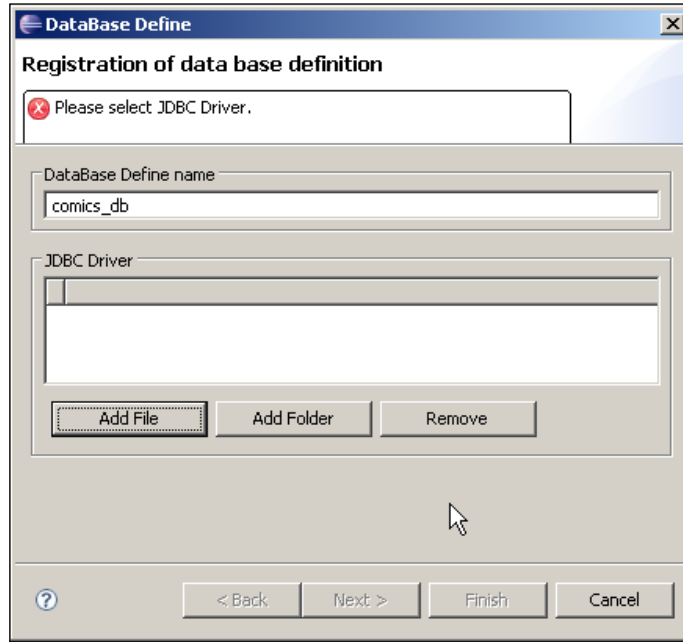 DataBase Define
Registration of data base definition
Please select JDBC Driver.
DataBase Define name
comics_db
JDBC Driver
Add File
Add Folder
Remove
?
< Back
Next >
Finish
Cancel